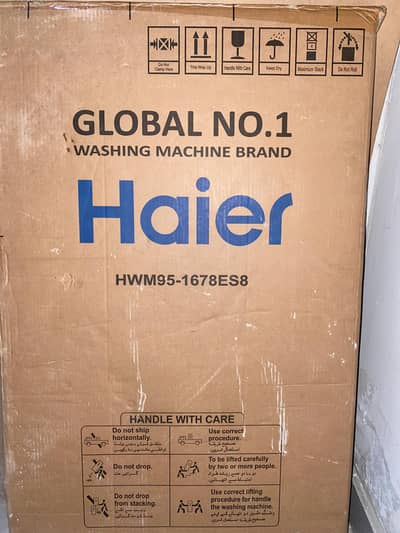 Do Not
Clamp Here
Keep Way Up
Handle With Care
Keep Dry
Maximum Stack
Do Not Roll
GLOBAL NO.1
WASHING MACHINE BRAND
Haier
HWM95-1678ES8
HANDLE WITH CARE
Do not ship
horizontally.
Use correct
procedure.
Do not drop.
To be lifted carefully
by two or more people.
Do not drop
from stacking.
Use correct lifting
procedure for handle
the washing machine.